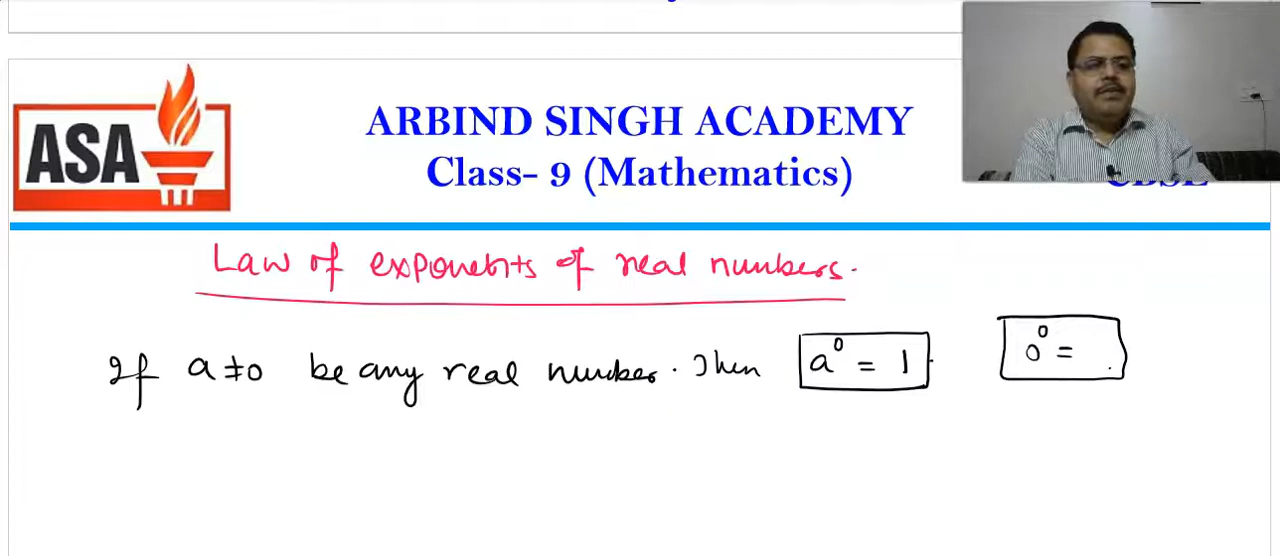 ASA
ARBIND SINGH ACADEMY
Class- 9 (Mathematics)
CBSE
Law of exponents of real numbers.
If a ≠ 0 be any real number. Then a⁰ = 1 0⁰ =